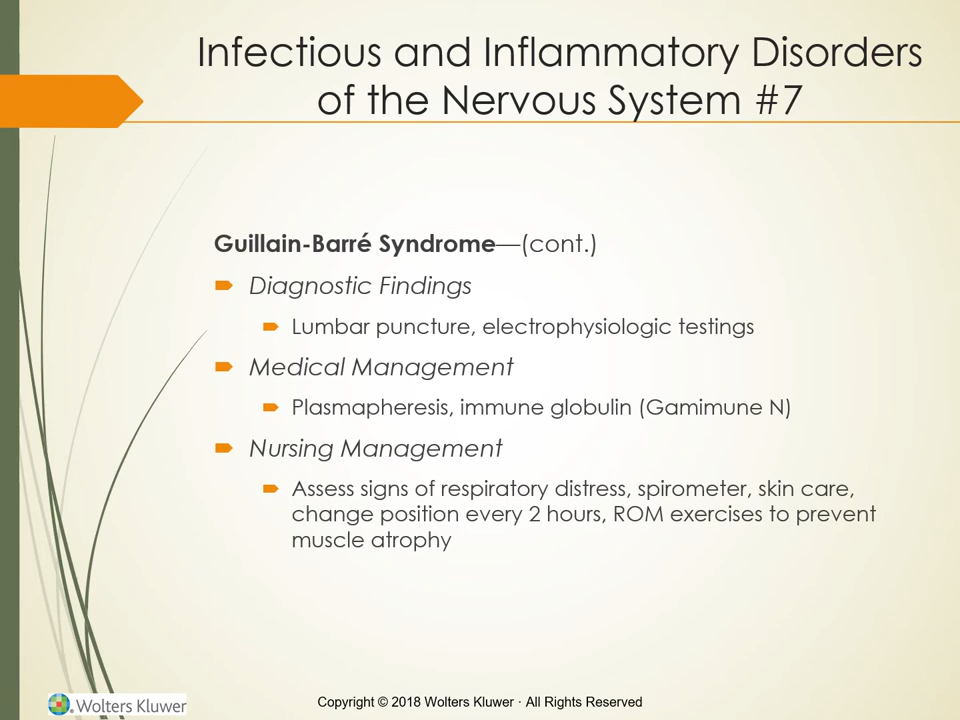 Infectious and Inflammatory Disorders
of the Nervous System #7
Guillain-Barré Syndrome—(cont.)
Diagnostic Findings
Lumbar puncture, electrophysiologic testings
Medical Management
Plasmapheresis, immune globulin (Gamimune N)
Nursing Management
Assess signs of respiratory distress, spirometer, skin care,
change position every 2 hours, ROM exercises to prevent
muscle atrophy
Wolters Kluwer
Copyright © 2018 Wolters Kluwer · All Rights Reserved